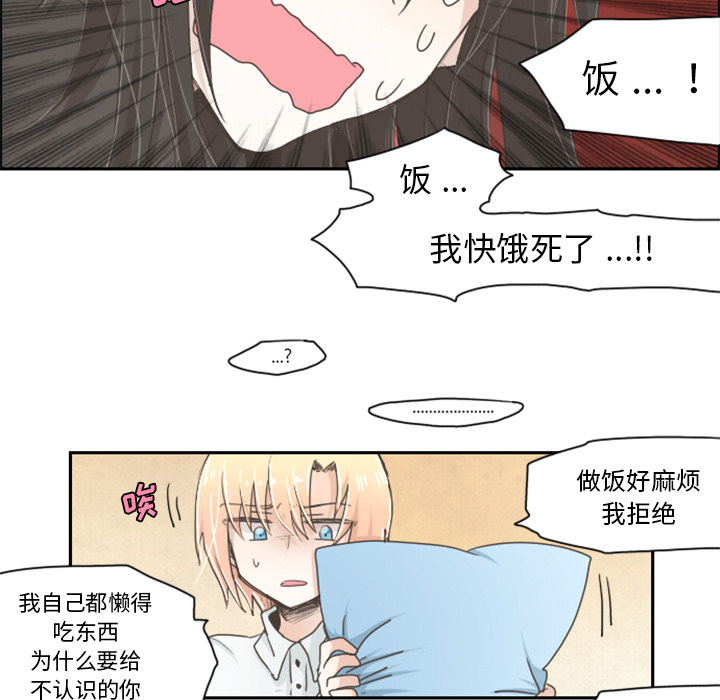 饭 ... ！
饭 ...
我快饿死了 ...!!
...?
......................
唉
做饭好麻烦
我拒绝
我自己都懒得
吃东西
为什么要给
不认识的你